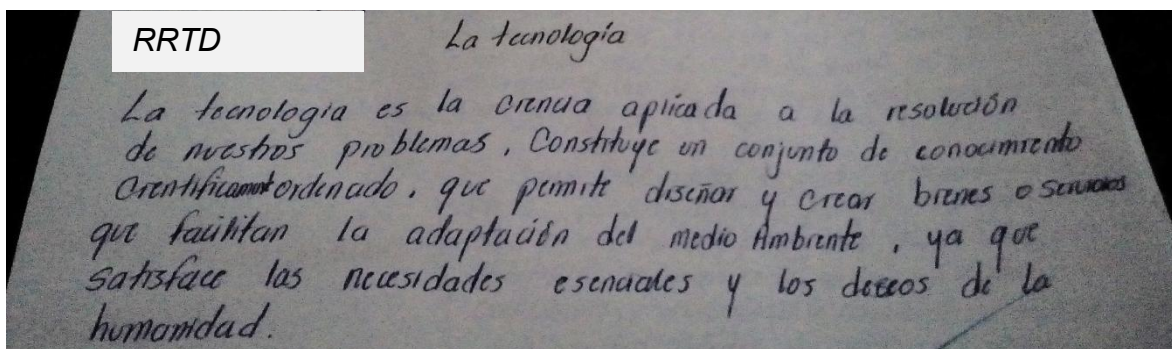 RRTD
La tecnología
La tecnologia es la ciencia aplicada a la resolución
de nuestros problemas, Constituye un conjunto de conocimiento
Cientificament ordenado, que permite diseñar y crear bienes o servicios
que facilitan la adaptación del medio Ambiente, ya que
satisface las necesidades esenciales y los deseos de la
humanidad.